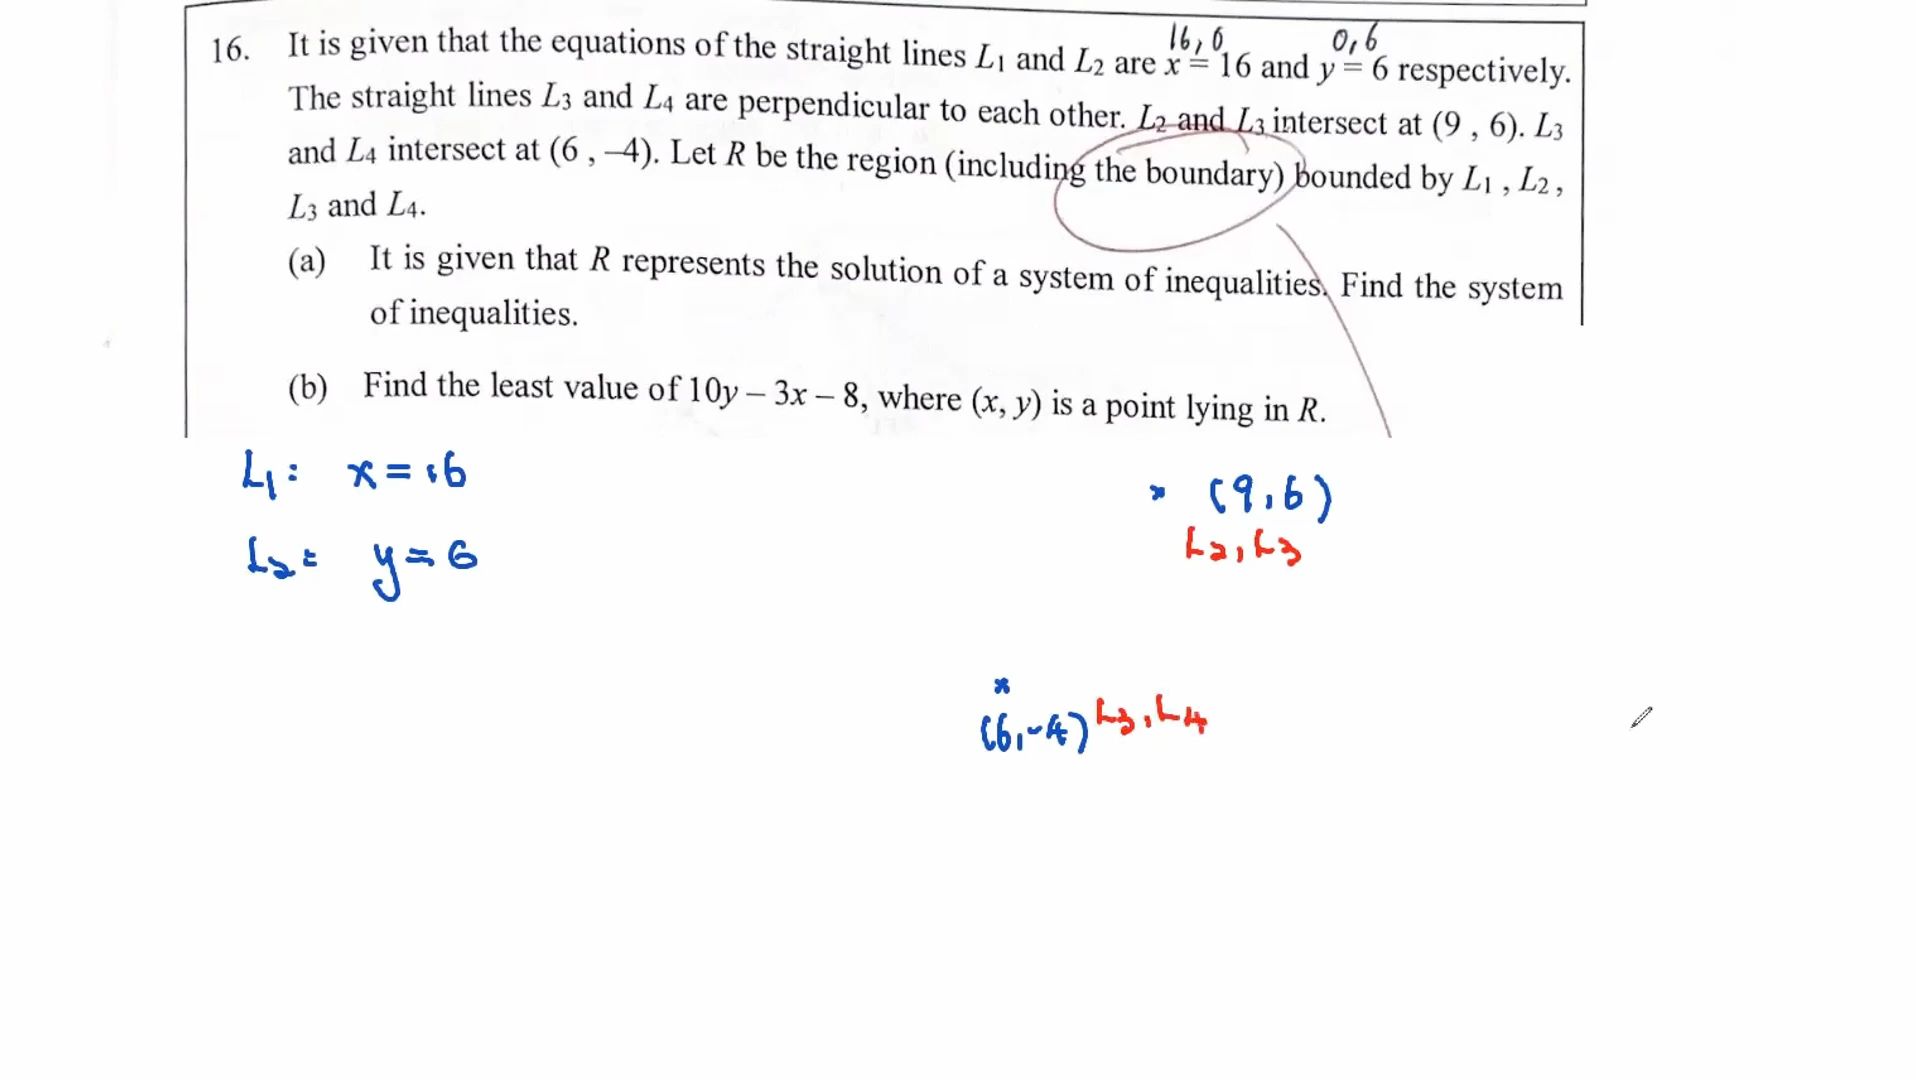 16, 0 0, 6
16. It is given that the equations of the straight lines L1 and L2 are x = 16 and y = 6 respectively.
The straight lines L3 and L4 are perpendicular to each other. L2 and L3 intersect at (9 , 6). L3
and L4 intersect at (6 , –4). Let R be the region (including the boundary) bounded by L1 , L2 ,
L3 and L4.
(a) It is given that R represents the solution of a system of inequalities. Find the system
of inequalities.
(b) Find the least value of 10y – 3x – 8, where (x, y) is a point lying in R.
L1: x = 16
× (9, 6)
L2: y = 6
L2, L3
×
(6, -4) L3, L4